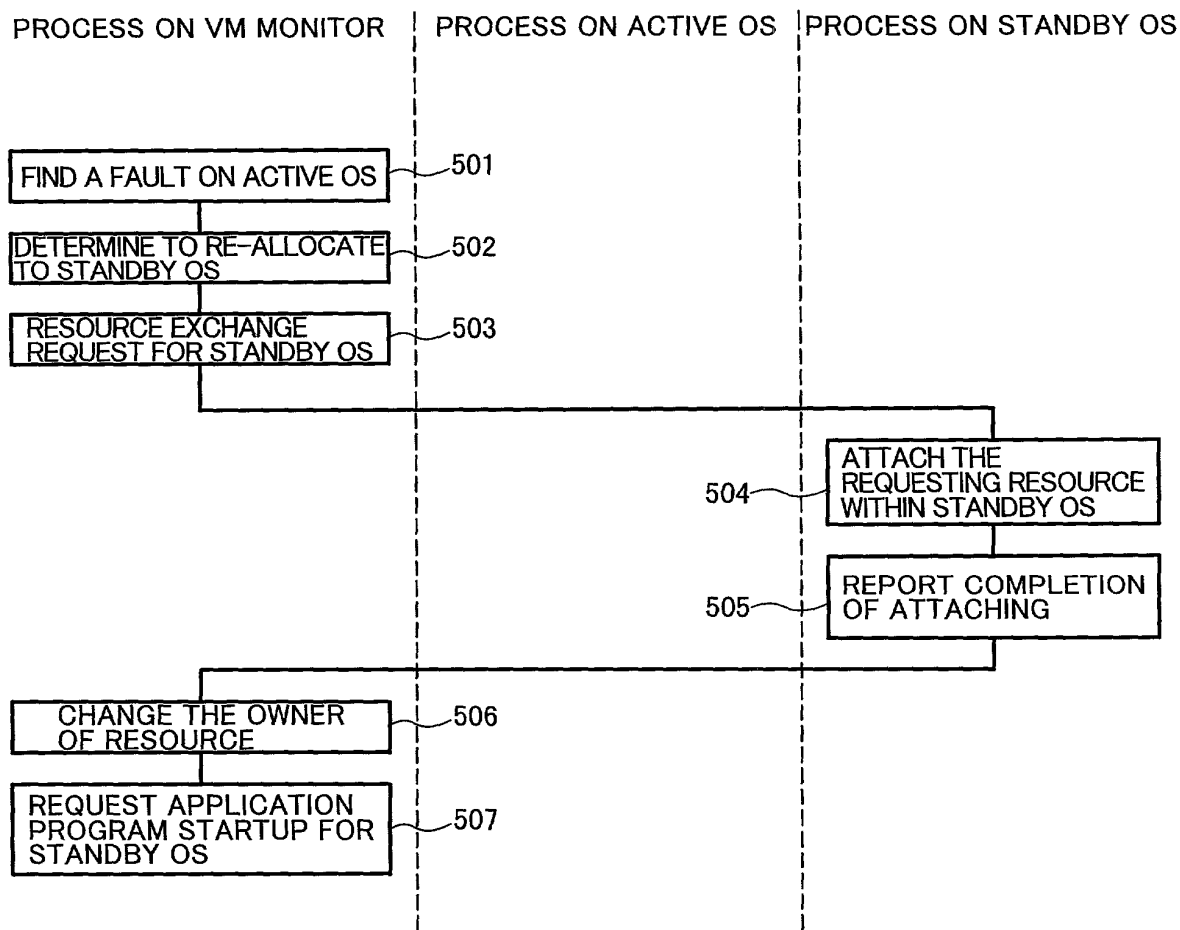 PROCESS ON VM MONITOR
PROCESS ON ACTIVE OS
PROCESS ON STANDBY OS
FIND A FAULT ON ACTIVE OS
501
DETERMINE TO RE-ALLOCATE
TO STANDBY OS
502
RESOURCE EXCHANGE
REQUEST FOR STANDBY OS
503
504
ATTACH THE
REQUESTING RESOURCE
WITHIN STANDBY OS
505
REPORT COMPLETION
OF ATTACHING
CHANGE THE OWNER
OF RESOURCE
506
REQUEST APPLICATION
PROGRAM STARTUP FOR
STANDBY OS
507